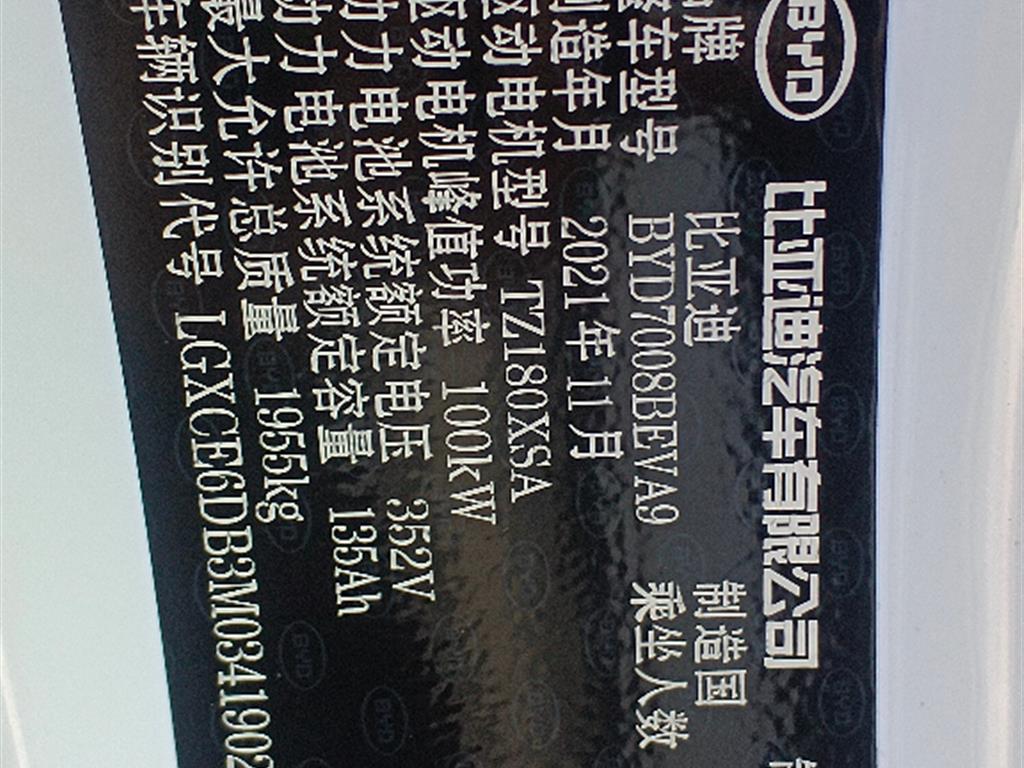 BYD 比亚迪汽车有限公司
牌 比亚迪 制造国
车型号 BYD7008BEVA9 乘坐人数
制造年月 2021年11月
驱动电机型号 TZ180XSA
驱动电机峰值功率 100kW
动力电池系统额定电压 352V
动力电池系统额定容量 135Ah
最大允许总质量 1955kg
车辆识别代号 LGXCE6DB3M0341902